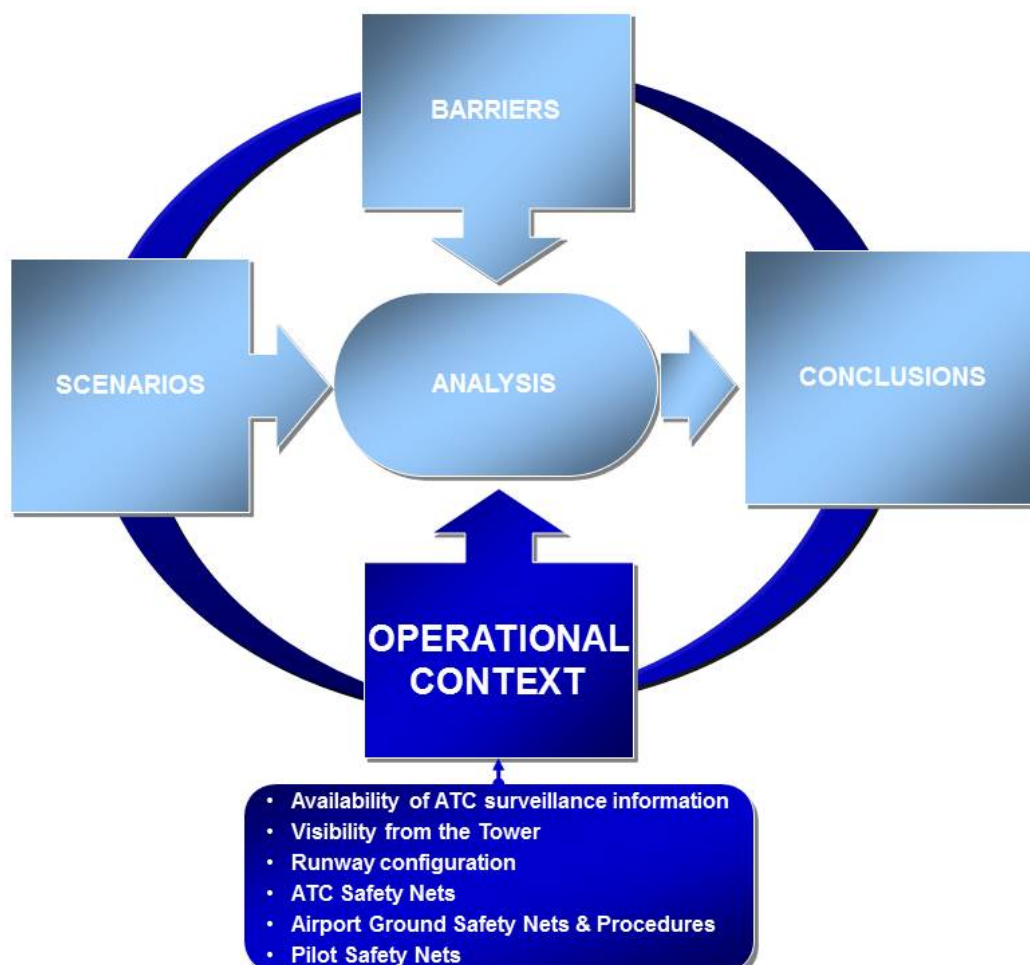 BARRIERS
SCENARIOS
ANALYSIS
CONCLUSIONS
OPERATIONAL
CONTEXT
• Availability of ATC surveillance information
• Visibility from the Tower
• Runway configuration
• ATC Safety Nets
• Airport Ground Safety Nets & Procedures
• Pilot Safety Nets